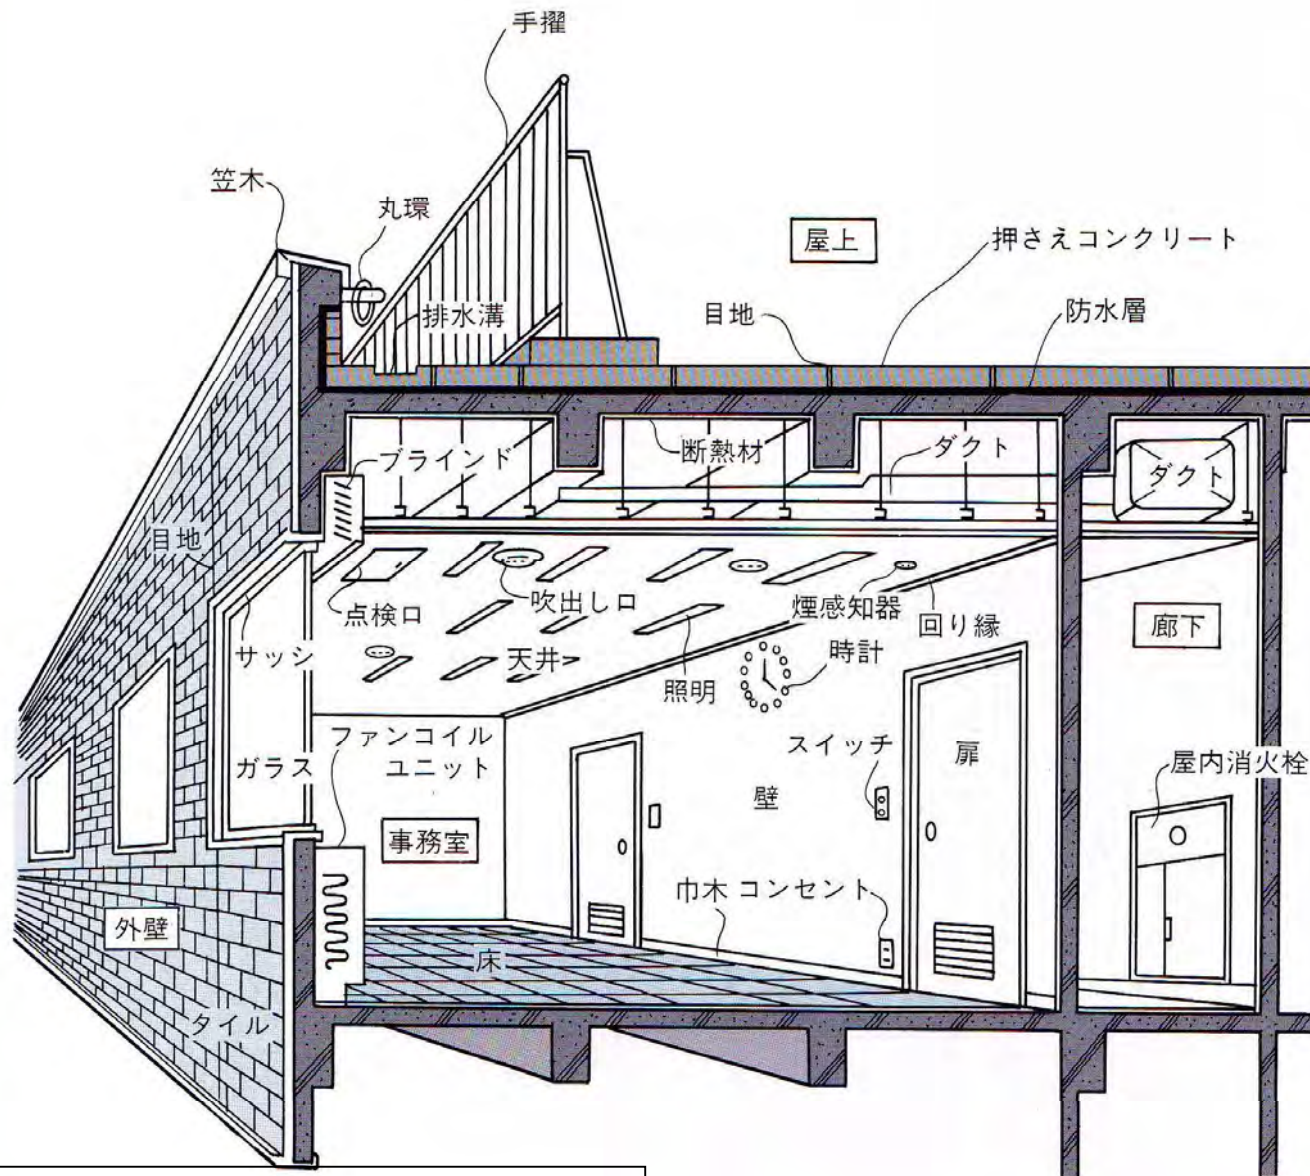 手擢
笠木
丸環
屋上
押さえコンクリート
排水溝
目地
防水層
ブラインド
断熱材
ダクト
ダクト
目地
点検口
吹出し口
煙感知器
回り縁
廊下
サッシ
天井
照明
時計
ガラス
ファンコイル
ユニット
スイッチ
扉
屋内消火栓
壁
事務室
巾木
コンセント
外壁
床
タイル